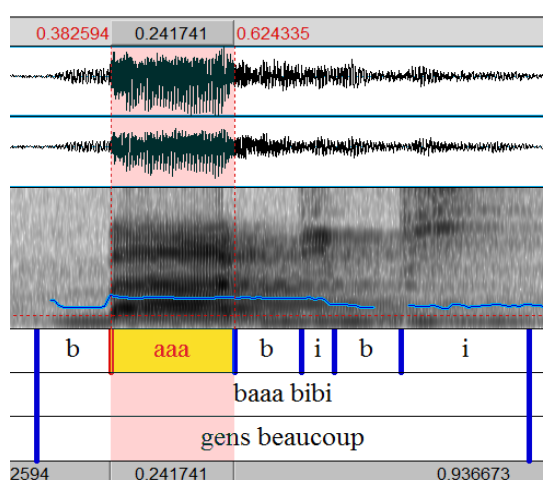 0.382594 0.241741 0.624335
b aaa b i b i
baaa bibi
gens beaucoup
2594 0.241741 0.936673